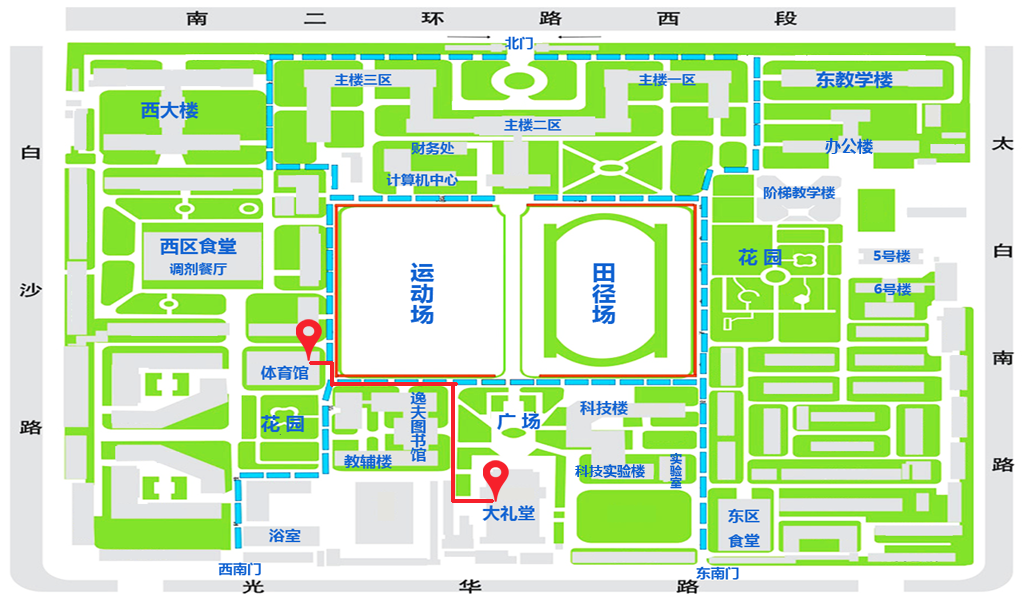 南二环路西段
北门
主楼三区
主楼一区
东教学楼
西大楼
主楼二区
办公楼
财务处
计算机中心
阶梯教学楼
白沙路
太白南路
西区食堂
调剂餐厅
运动场
田径场
花园
5号楼
6号楼
体育馆
花园
逸夫图书馆
广场
科技楼
教辅楼
科技实验楼
实验室
大礼堂
浴室
东区
食堂
西南门
东南门
光华路